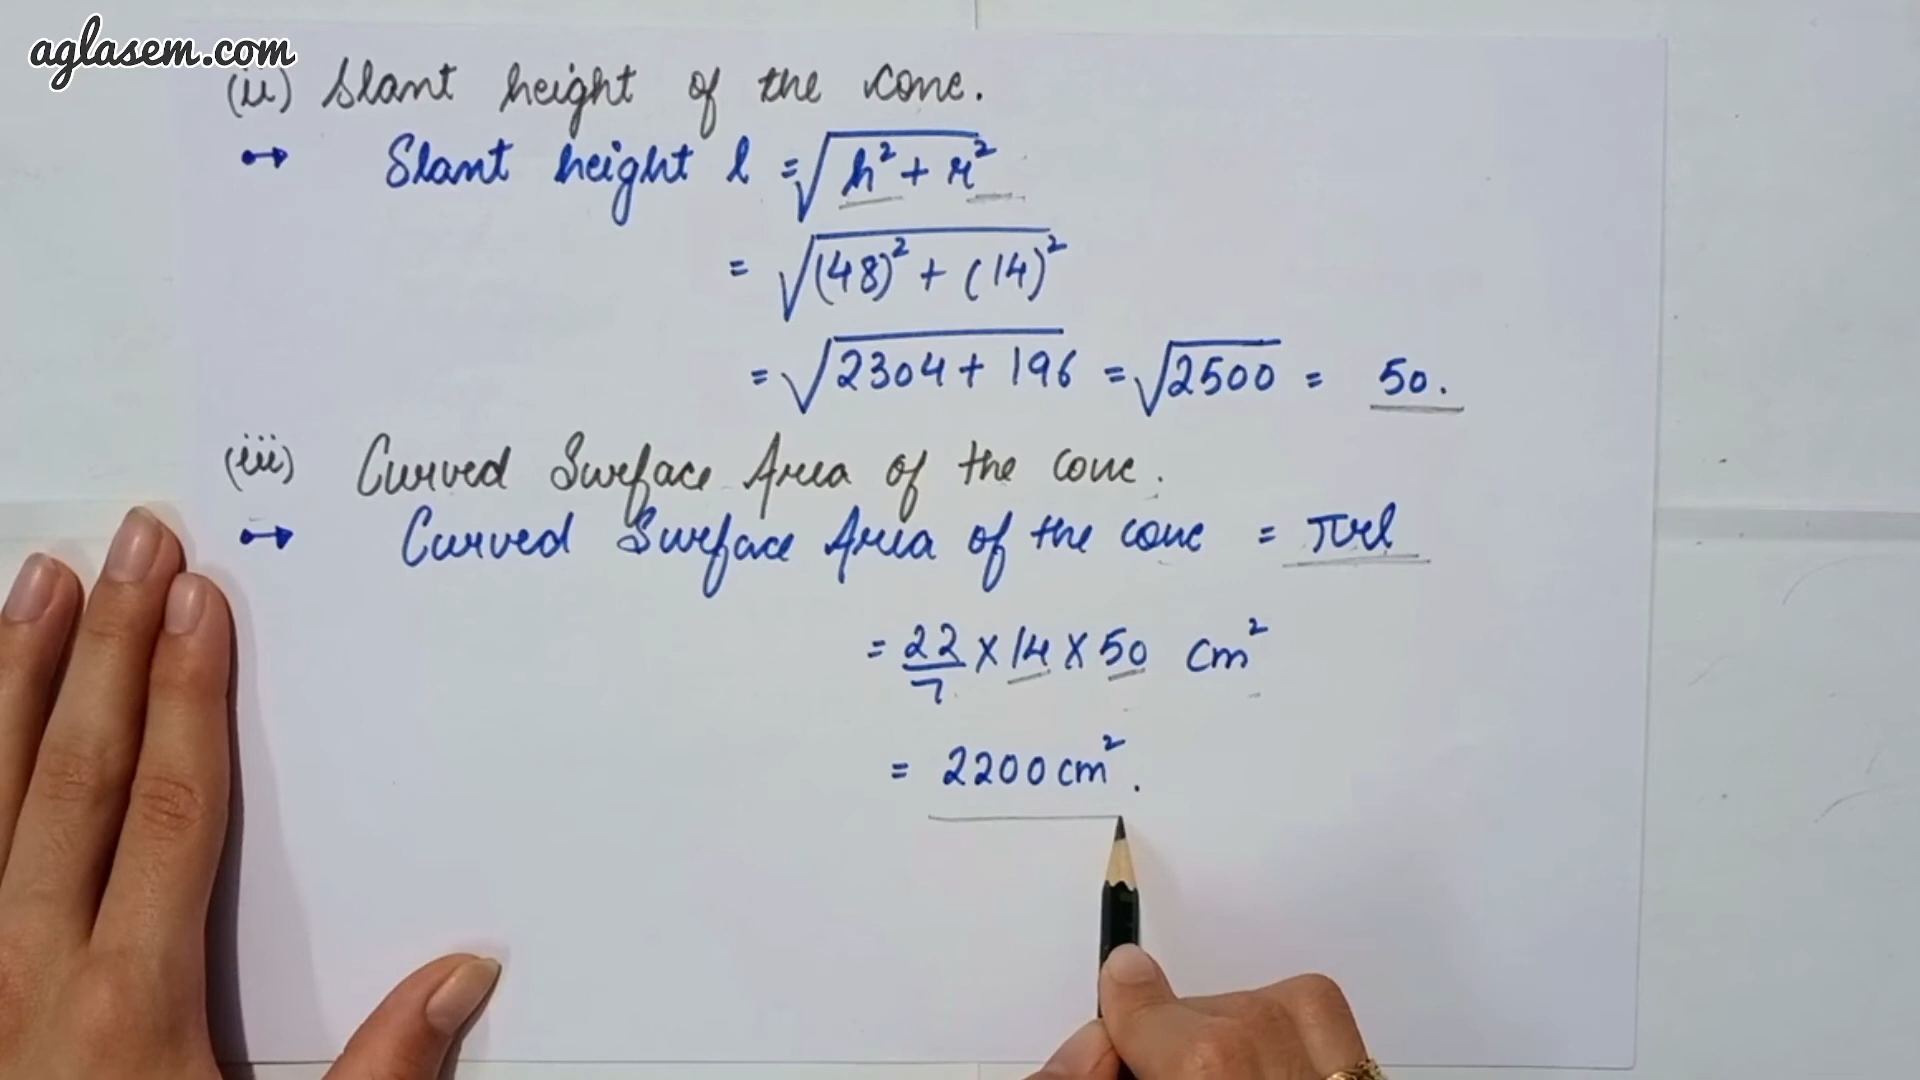 aglasem.com
(ii) Slant height of the cone.
→ Slant height l = √(h² + r²)
= √((48)² + (14)²)
= √(2304 + 196) = √2500 = 50.
(iii) Curved Surface Area of the cone.
→ Curved Surface Area of the cone = πrl
= 22/7 × 14 × 50 cm²
= 2200 cm².